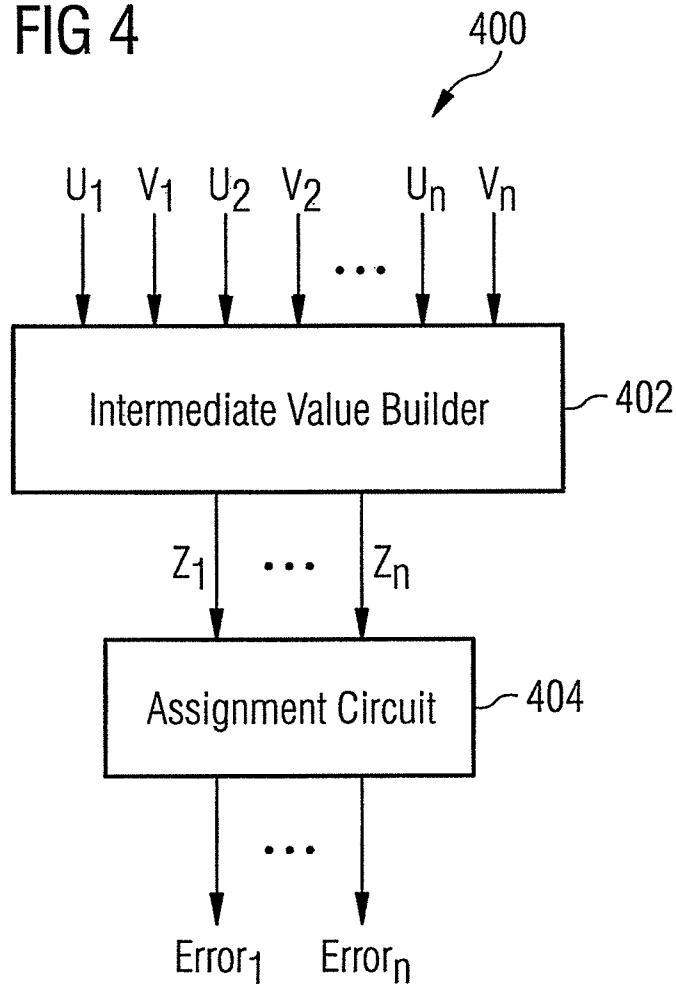 FIG 4
400
U1 V1 U2 V2 ... Un Vn
Intermediate Value Builder
402
Z1 ... Zn
Assignment Circuit
404
...
Error1 Errorn